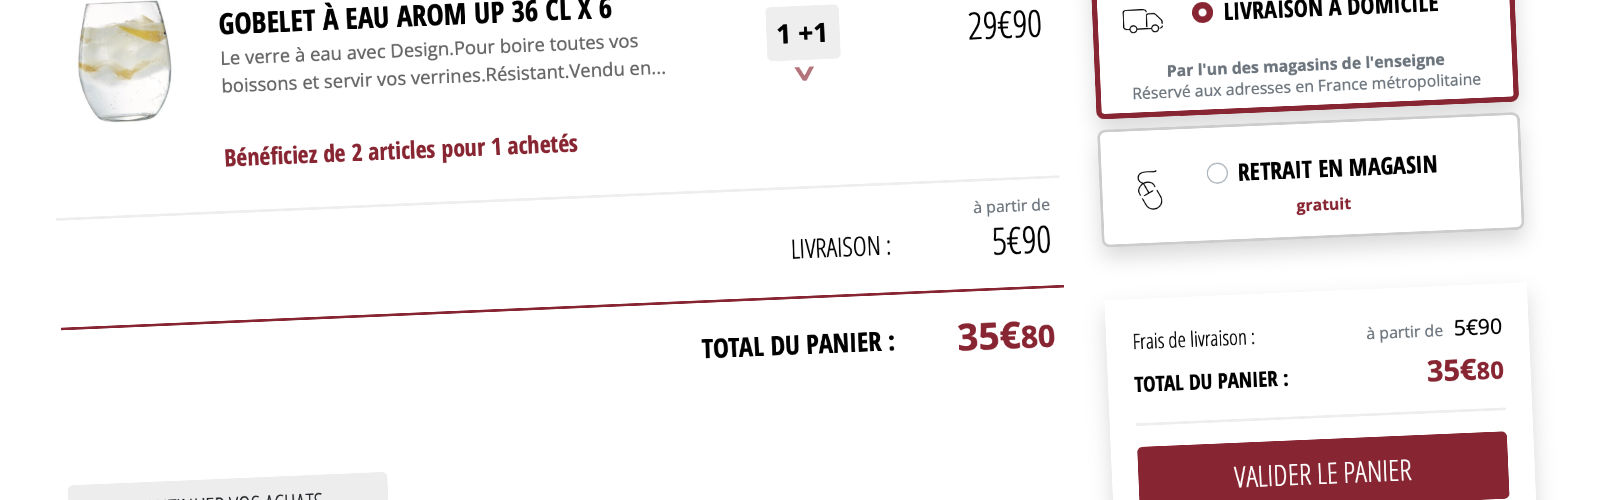 GOBELET À EAU AROM UP 36 CL X 6
Le verre à eau avec Design.Pour boire toutes vos
boissons et servir vos verrines.Résistant.Vendu en...
Bénéficiez de 2 articles pour 1 achetés
1 +1
29€90
à partir de
LIVRAISON : 5€90
TOTAL DU PANIER : 35€80
VOS ACHATS
LIVRAISON À DOMICILE
Par l'un des magasins de l'enseigne
Réservé aux adresses en France métropolitaine
RETRAIT EN MAGASIN
gratuit
Frais de livraison : à partir de 5€90
TOTAL DU PANIER : 35€80
VALIDER LE PANIER